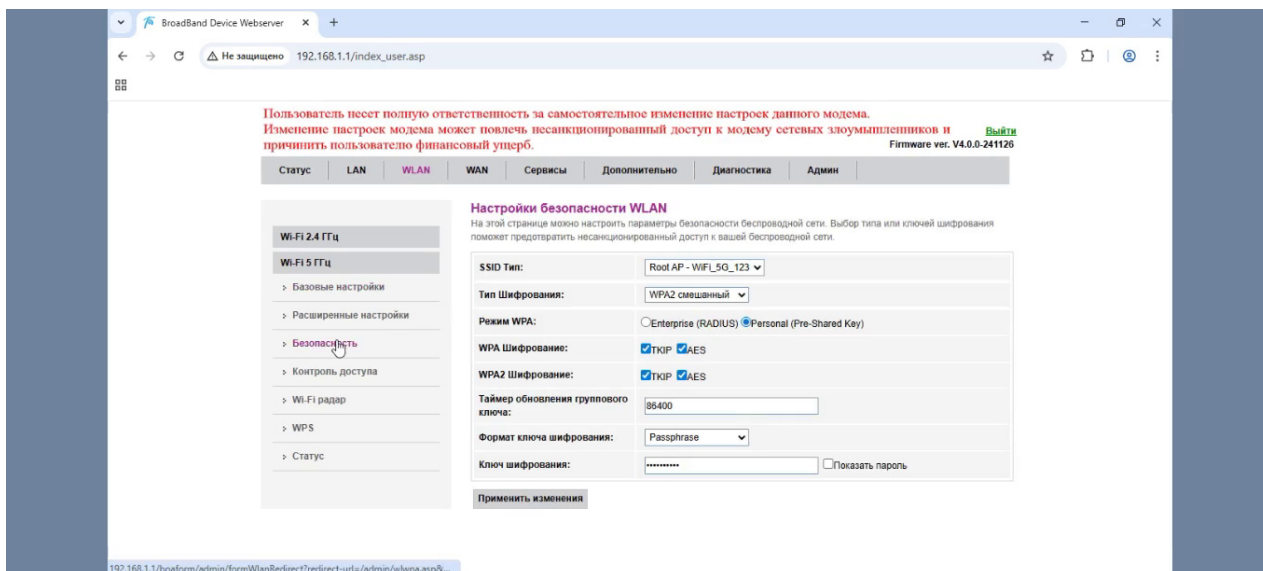 BroadBand Device Webserver
Не защищено 192.168.1.1/index_user.asp
Пользователь несет полную ответственность за самостоятельное изменение настроек данного модема.
Изменение настроек модема может повлечь несанкционированный доступ к модему сетевых злоумышленников и
причинить пользователю финансовый ущерб.
Выйти
Firmware ver. V4.0.0-241126
Статус LAN WLAN WAN Сервисы Дополнительно Диагностика Админ
Wi-Fi 2.4 ГГц
Wi-Fi 5 ГГц
Базовые настройки
Расширенные настройки
Безопасность
Контроль доступа
Wi-Fi радар
WPS
Статус
Настройки безопасности WLAN
На этой странице можно настроить параметры безопасности беспроводной сети. Выбор типа или ключей шифрования
поможет предотвратить несанкционированный доступ к вашей беспроводной сети.
SSID Тип: Root AP - WiFi_5G_123
Тип Шифрования: WPA2 смешанный
Режим WPA: Enterprise (RADIUS) Personal (Pre-Shared Key)
WPA Шифрование: TKIP AES
WPA2 Шифрование: TKIP AES
Таймер обновления группового
ключа: 86400
Формат ключа шифрования: Passphrase
Ключ шифрования: •••••••••• Показать пароль
Применить изменения
192.168.1.1/boaform/admin/formWlanRedirect?redirect-url=/admin/wlwpa.asp&...